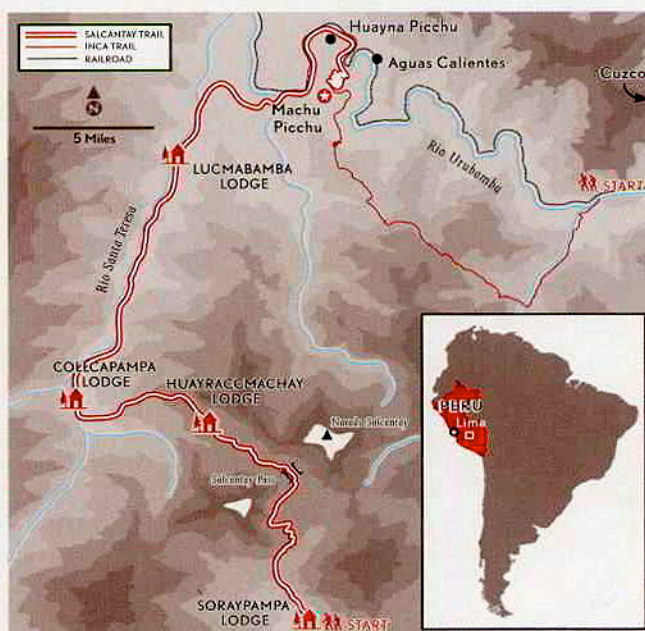 SALCANTAY TRAIL
INCA TRAIL
RAILROAD
N
5 Miles
Huayna Picchu
Aguas Calientes
Cuzco
Machu
Picchu
Rio Urubamba
START
LUCMABAMBA
LODGE
Rio Santa Teresa
COLLCAPAMPA
LODGE
HUAYRACCMACHAY
LODGE
Nevado Salcantay
Salcantay Pass
SORAYPAMPA
LODGE
START
PERU
Lima